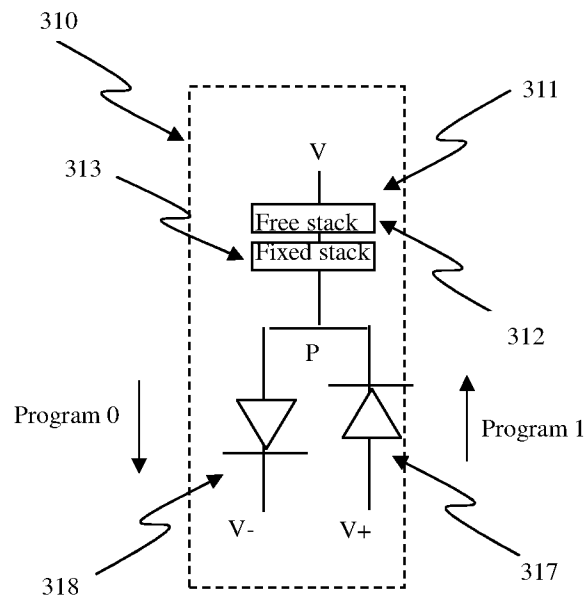 310
311
V
313
Free stack
Fixed stack
312
P
Program 0
Program 1
V-
V+
318
317